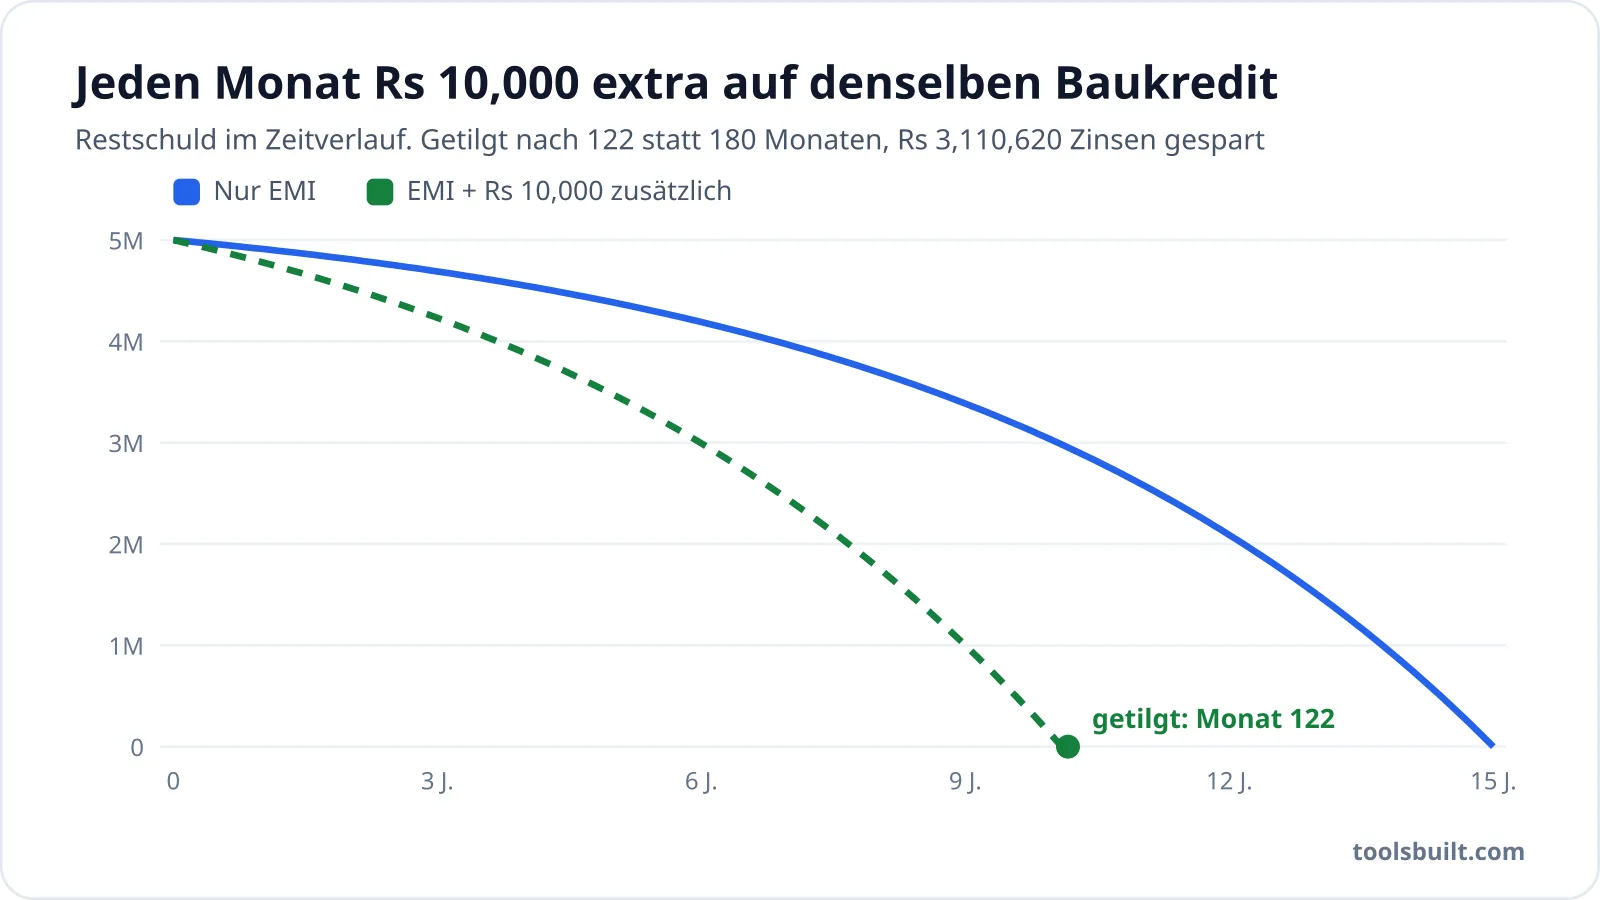 Jeden Monat Rs 10,000 extra auf denselben Baukredit
Restschuld im Zeitverlauf. Getilgt nach 122 statt 180 Monaten, Rs 3,110,620 Zinsen gespart
Nur EMI
EMI + Rs 10,000 zusätzlich
5M
4M
3M
2M
1M
0
getilgt: Monat 122
0
3 J.
6 J.
9 J.
12 J.
15 J.
toolsbuilt.com